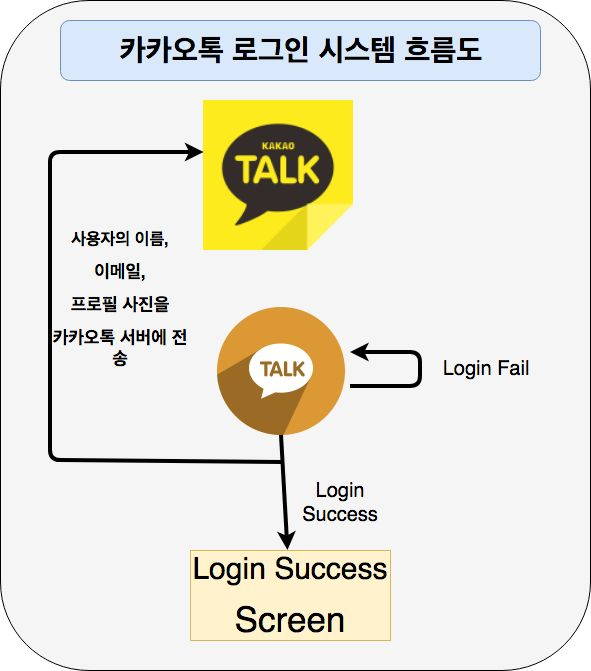 카카오톡 로그인 시스템 흐름도
KAKAO
TALK
사용자의 이름,
이메일,
프로필 사진을
카카오톡 서버에 전
송
TALK
Login Fail
Login
Success
Login Success
Screen